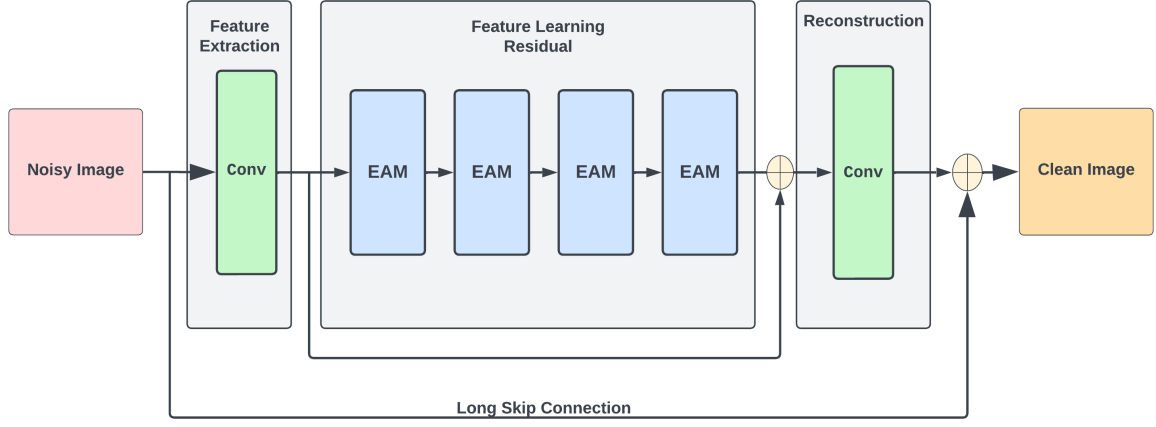 Feature
Extraction
Feature Learning
Residual
Reconstruction
Noisy Image
Conv
EAM
EAM
EAM
EAM
Conv
Clean Image
Long Skip Connection